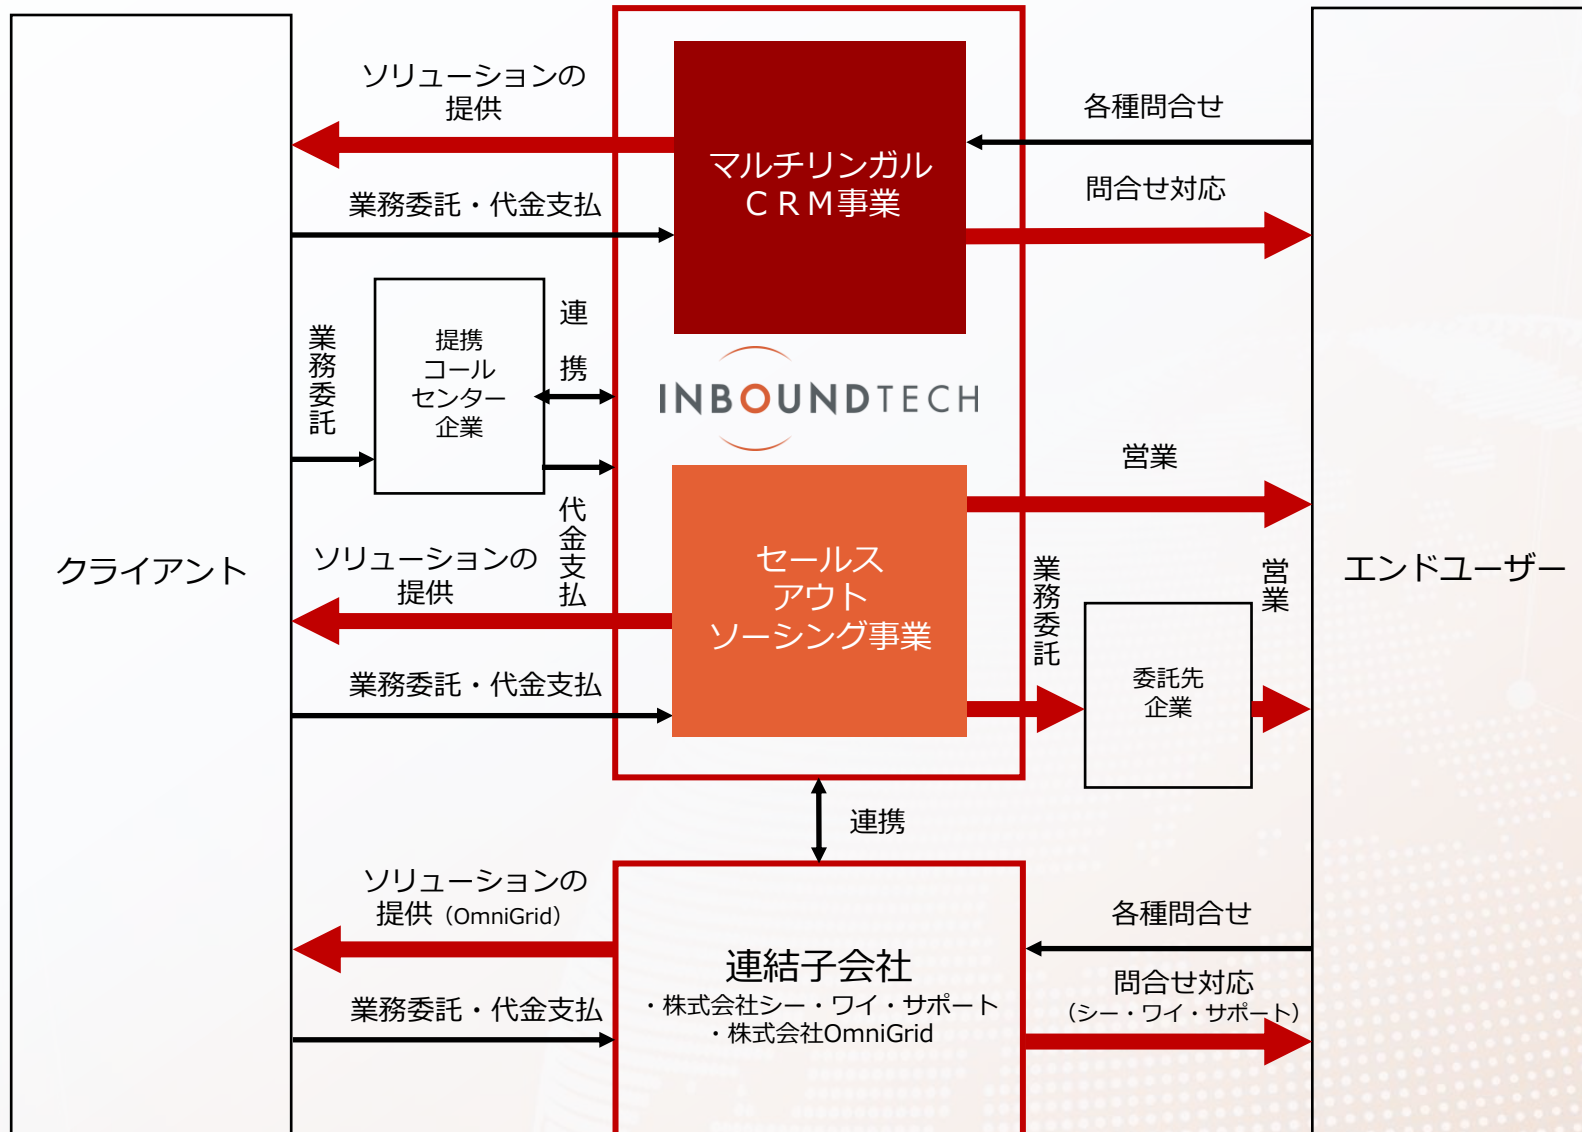 ソリューションの
提供
業務委託・代金支払
マルチリンガル
ＣＲＭ事業
各種問合せ
問合せ対応
業務委託
提携
コール
センター
企業
連携
代金支払
INBOUNDTECH
クライアント
ソリューションの
提供
業務委託・代金支払
セールス
アウト
ソーシング事業
営業
業務委託
委託先
企業
営業
エンドユーザー
連携
ソリューションの
提供（OmniGrid）
業務委託・代金支払
連結子会社
・株式会社シー・ワイ・サポート
・株式会社OmniGrid
各種問合せ
問合せ対応
（シー・ワイ・サポート）